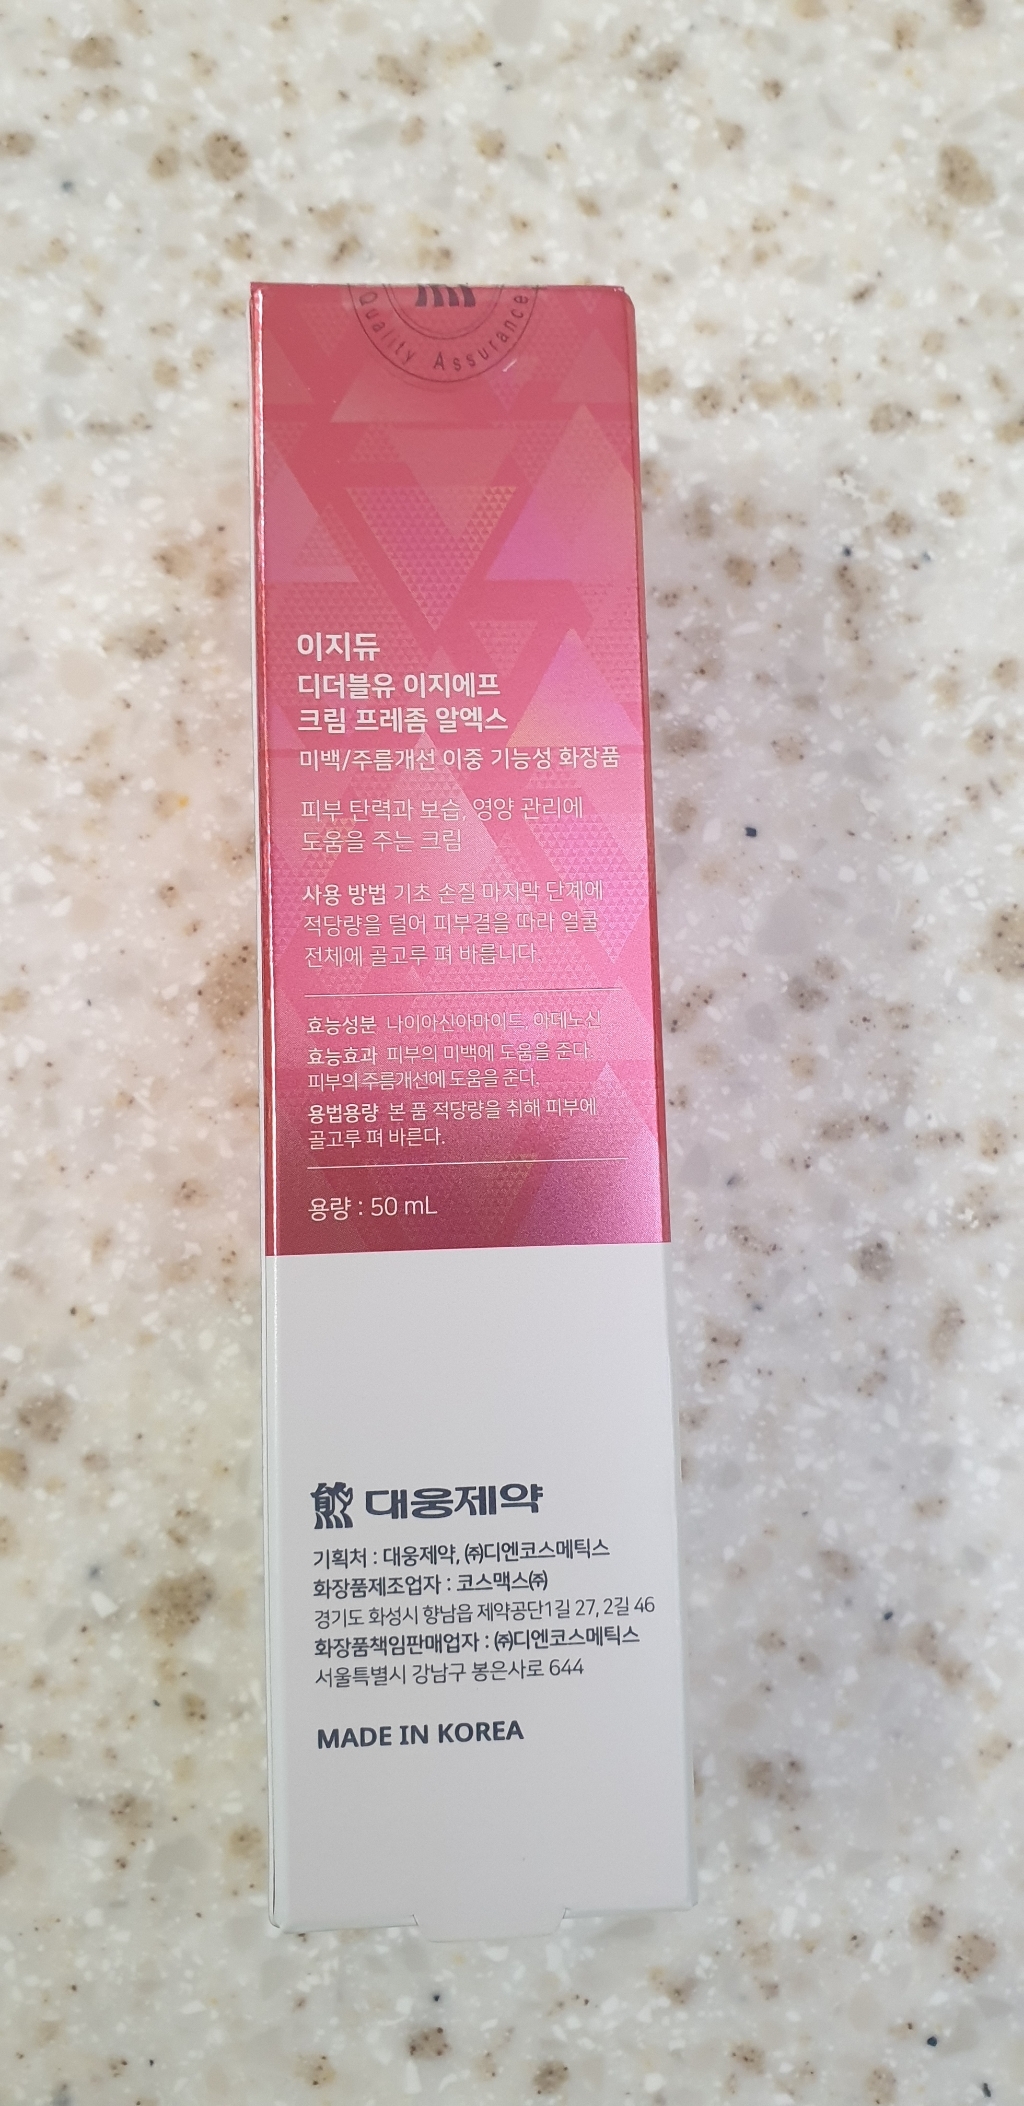 Quality Assurance
이지듀
디더블유 이지에프
크림 프레좀 알엑스
미백/주름개선 이중 기능성 화장품
피부 탄력과 보습, 영양 관리에
도움을 주는 크림
사용 방법 기초 손질 마지막 단계에
적당량을 덜어 피부결을 따라 얼굴
전체에 골고루 펴 바릅니다.
효능성분 나이아신아마이드, 아데노신
효능효과 피부의 미백에 도움을 준다.
피부의 주름개선에 도움을 준다.
용법용량 본 품 적당량을 취해 피부에
골고루 펴 바른다.
용량 : 50 mL
대웅제약
기획처 : 대웅제약, ㈜디엔코스메틱스
화장품제조업자 : 코스맥스㈜
경기도 화성시 향남읍 제약공단1길 27, 2길 46
화장품책임판매업자 : ㈜디엔코스메틱스
서울특별시 강남구 봉은사로 644
MADE IN KOREA